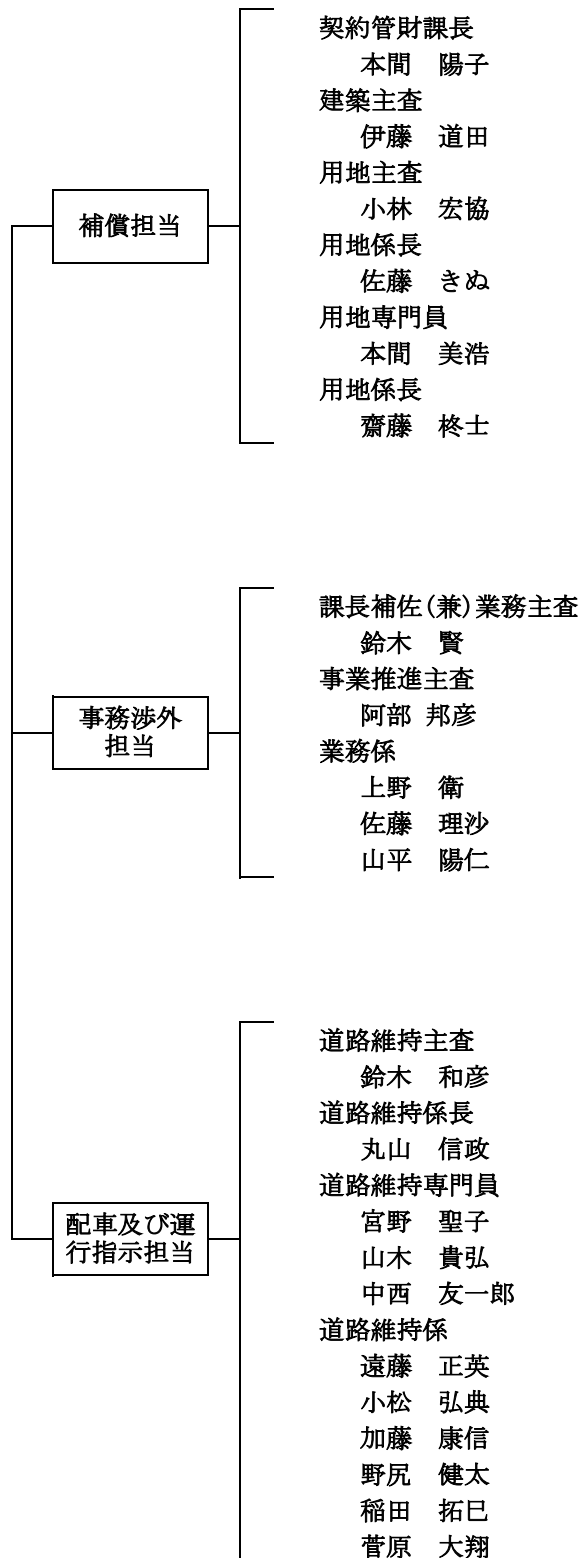 補償担当
契約管財課長
本間　陽子
建築主査
伊藤　道田
用地主査
小林　宏協
用地係長
佐藤　きぬ
用地専門員
本間　美浩
用地係長
齋藤　柊士
事務渉外
担当
課長補佐(兼)業務主査
鈴木　賢
事業推進主査
阿部 邦彦
業務係
上野　衛
佐藤　理沙
山平　陽仁
配車及び運
行指示担当
道路維持主査
鈴木　和彦
道路維持係長
丸山　信政
道路維持専門員
宮野　聖子
山木　貴弘
中西　友一郎
道路維持係
遠藤　正英
小松　弘典
加藤　康信
野尻　健太
稲田　拓巳
菅原　大翔